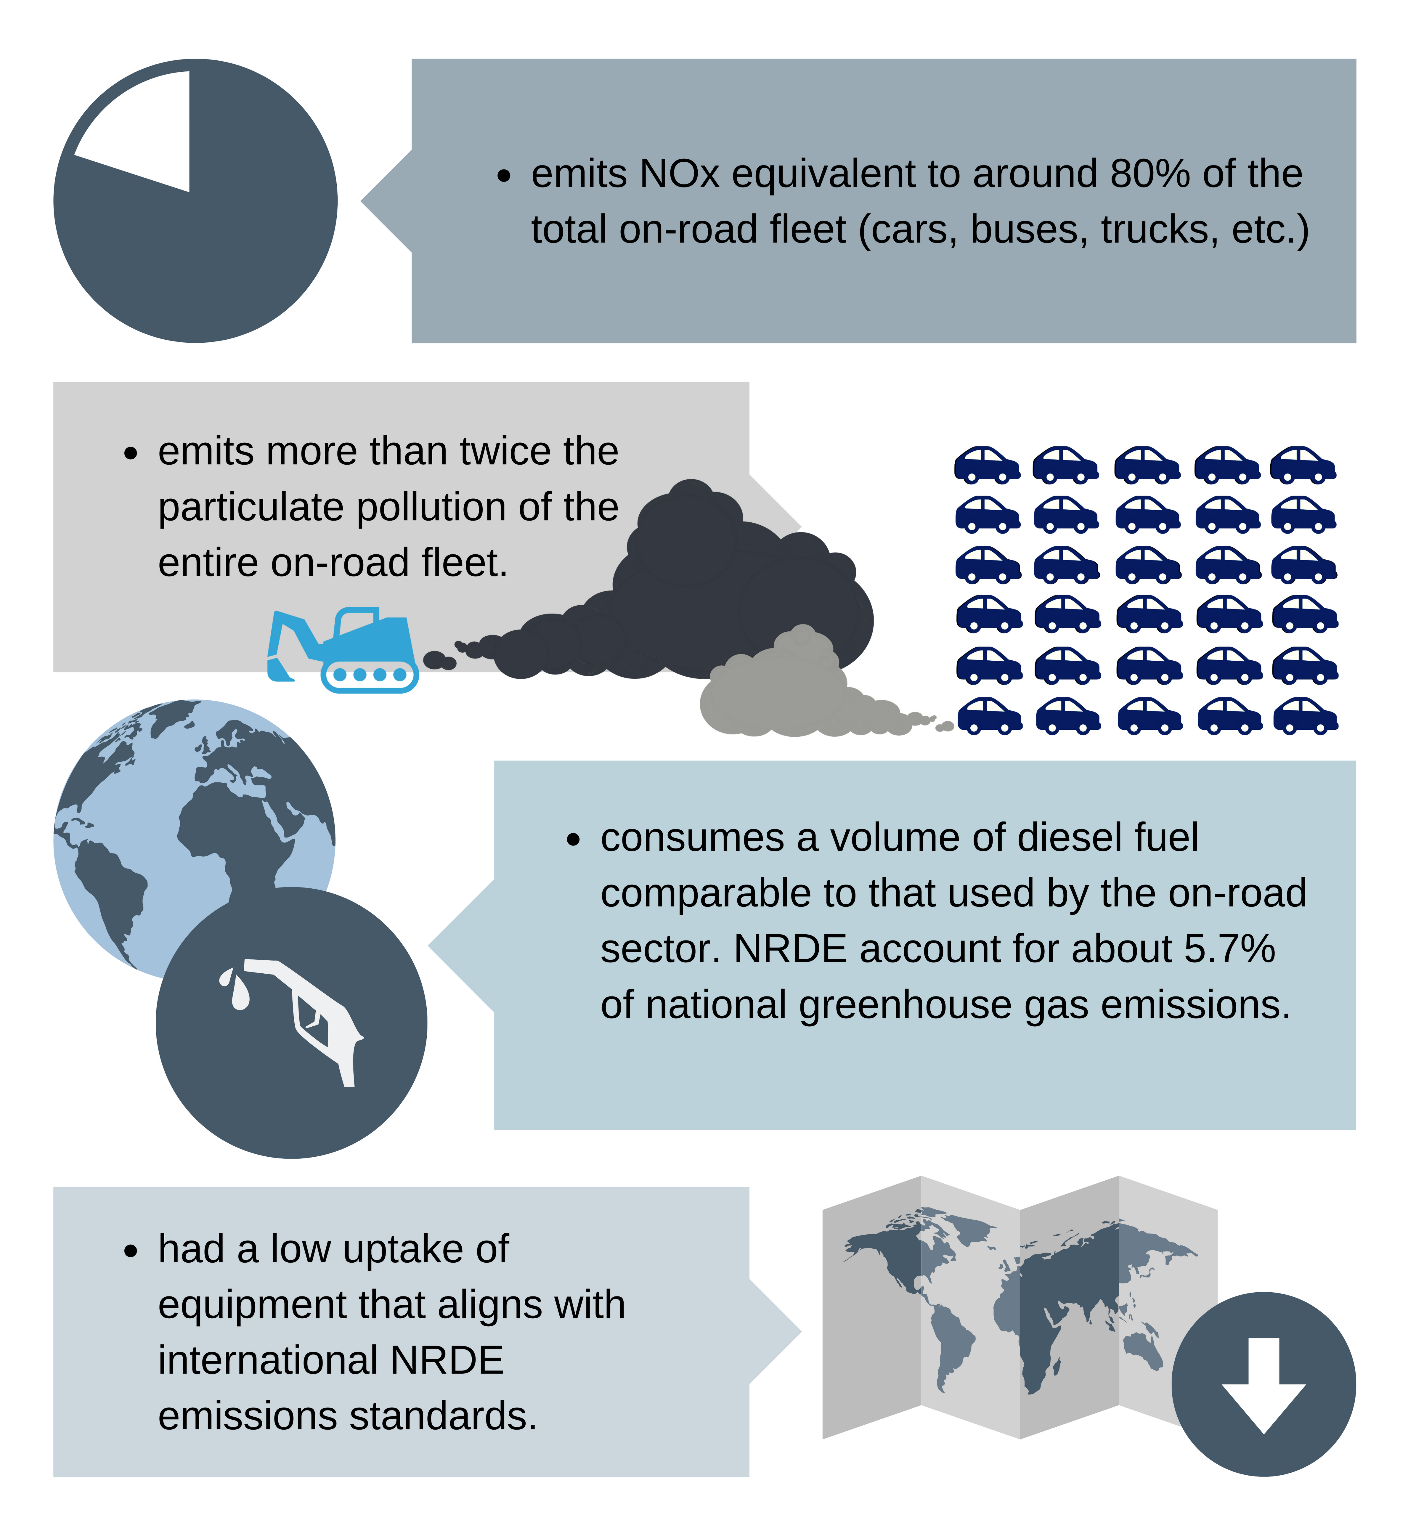 • emits NOx equivalent to around 80% of the
total on-road fleet (cars, buses, trucks, etc.)
• emits more than twice the
particulate pollution of the
entire on-road fleet.
• consumes a volume of diesel fuel
comparable to that used by the on-road
sector. NRDE account for about 5.7%
of national greenhouse gas emissions.
• had a low uptake of
equipment that aligns with
international NRDE
emissions standards.